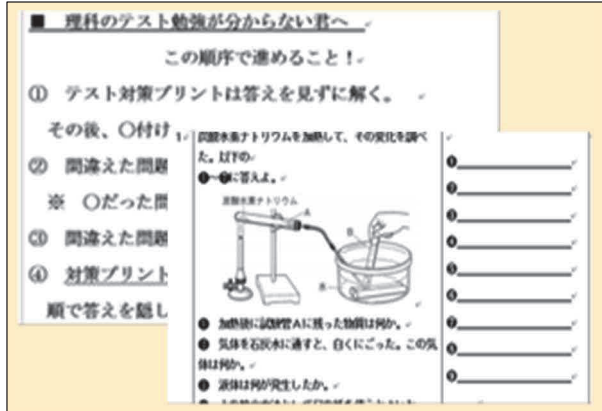 ■ 理科のテスト勉強が分からない君へ
この順序で進めること！
① テスト対策プリントは答えを見ずに解く。
その後、〇付け
② 間違えた問題
※ 〇だった問
③ 間違えた問題
④ 対策プリント
順で答えを隠し
1 炭酸水素ナトリウムを加熱して、その変化を調べ
た。以下の
❶～❼に答えよ。
炭酸水素ナトリウム
A
B
❶ 加熱後に試験管Aに残った物質は何か。
❷ 気体を石灰水に通すと、白くにごった。この気
体は何か。
❸ 液体は何が発生したか。
❶
❷
❸
❹
❺
❻
❼
❽
❾